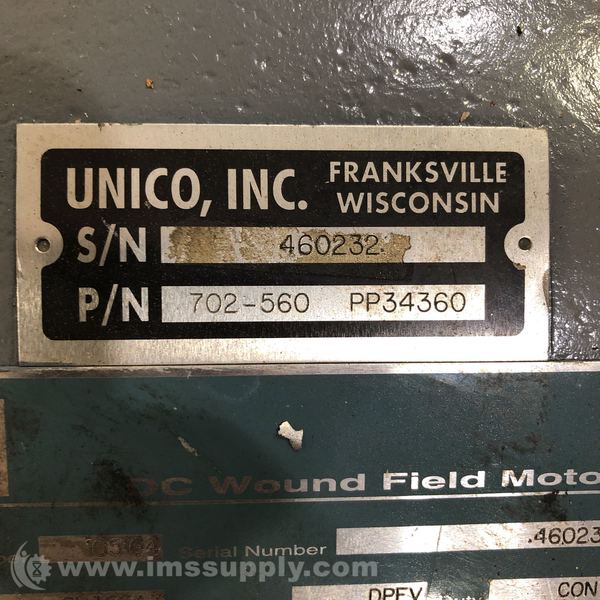 UNICO, INC. FRANKSVILLE WISCONSIN
S/N 460232
P/N 702-560 PP34360
DC Wound Field Moto
Serial Number .46023
www.imssupply.com
CON